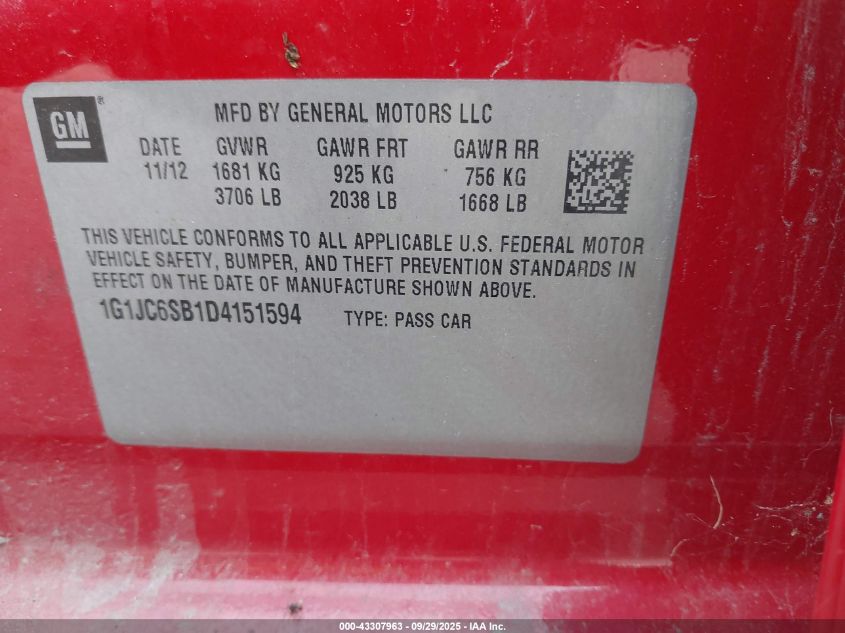 GM®
MFD BY GENERAL MOTORS LLC
DATE GVWR GAWR FRT GAWR RR
11/12 1681 KG 925 KG 756 KG
3706 LB 2038 LB 1668 LB
THIS VEHICLE CONFORMS TO ALL APPLICABLE U.S. FEDERAL MOTOR
VEHICLE SAFETY, BUMPER, AND THEFT PREVENTION STANDARDS IN
EFFECT ON THE DATE OF MANUFACTURE SHOWN ABOVE.
1G1JC6SB1D4151594 TYPE: PASS CAR
000-43307963 - 09/29/2025 - IAA Inc.